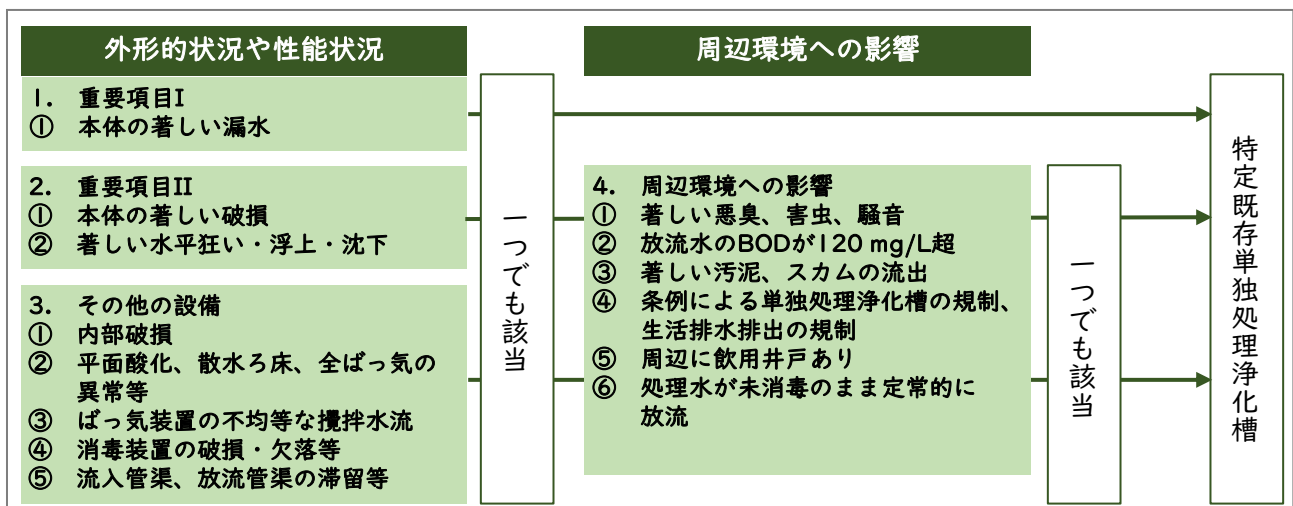 外形的状況や性能状況
1. 重要項目I
① 本体の著しい漏水
2. 重要項目II
① 本体の著しい破損
② 著しい水平狂い・浮上・沈下
3. その他の設備
① 内部破損
② 平面酸化、散水ろ床、全ばっ気の
異常等
③ ばっ気装置の不均等な攪拌水流
④ 消毒装置の破損・欠落等
⑤ 流入管渠、放流管渠の滞留等
一つでも該当
周辺環境への影響
4. 周辺環境への影響
① 著しい悪臭、害虫、騒音
② 放流水のBODが120 mg/L超
③ 著しい汚泥、スカムの流出
④ 条例による単独処理浄化槽の規制、
生活排水排出の規制
⑤ 周辺に飲用井戸あり
⑥ 処理水が未消毒のまま定常的に
放流
一つでも該当
特定既存単独処理浄化槽